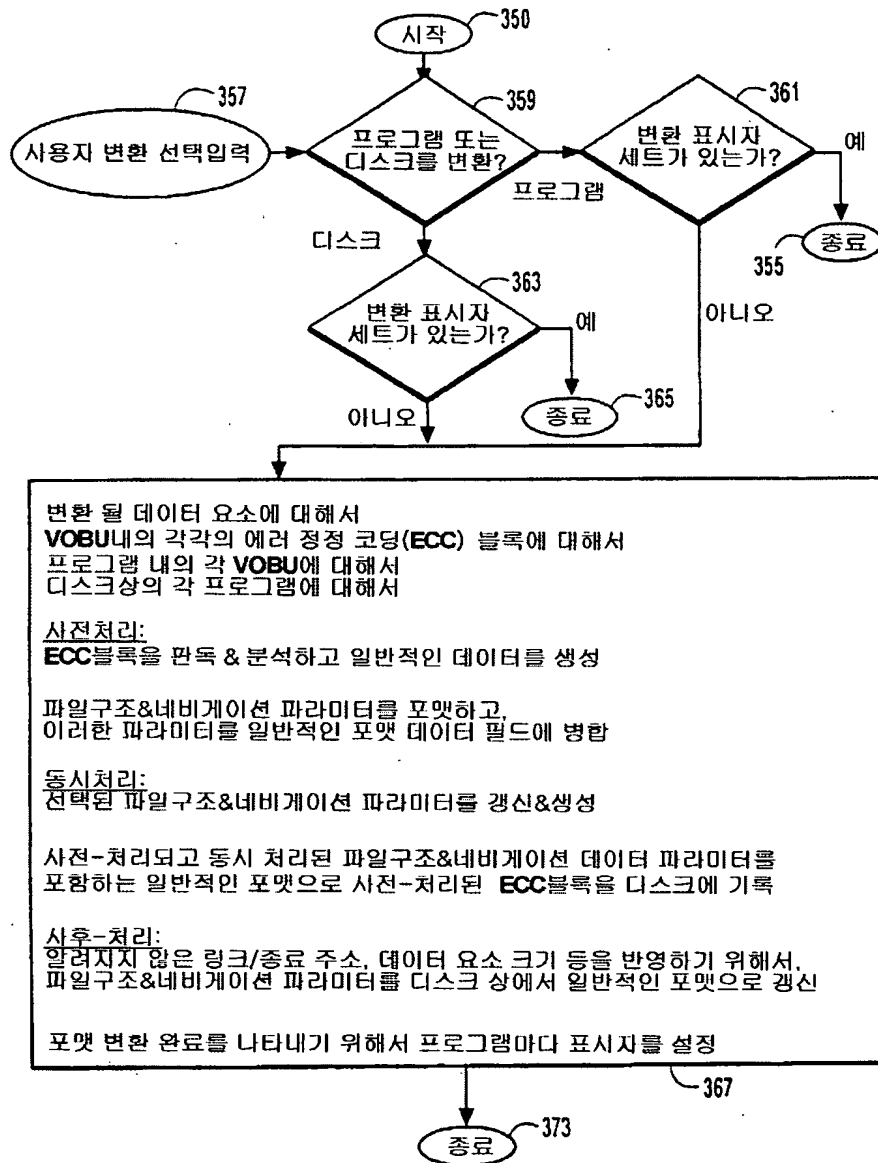 시작
350
357
사용자 변환 선택입력
359
프로그램 또는
디스크를 변환?
프로그램
361
변환 표시자
세트가 있는가?
예
종료
355
디스크
363
변환 표시자
세트가 있는가?
예
아니오
종료
365
아니오
변환 될 데이터 요소에 대해서
VOBU내의 각각의 에러 정정 코딩(ECC) 블록에 대해서
프로그램 내의 각 VOBU에 대해서
디스크상의 각 프로그램에 대해서
사전처리:
ECC블록을 판독 & 분석하고 일반적인 데이터를 생성
파일구조&네비게이션 파라미터를 포맷하고,
이러한 파라미터를 일반적인 포맷 데이터 필드에 병합
동시처리:
선택된 파일구조&네비게이션 파라미터를 갱신&생성
사전-처리되고 동시 처리된 파일구조&네비게이션 데이터 파라미터를
포함하는 일반적인 포맷으로 사전-처리된 ECC블록을 디스크에 기록
사후-처리:
알려지지 않은 링크/종료 주소, 데이터 요소 크기 등을 반영하기 위해서,
파일구조&네비게이션 파라미터를 디스크 상에서 일반적인 포맷으로 갱신
포맷 변환 완료를 나타내기 위해서 프로그램마다 표시자를 설정
367
종료
373